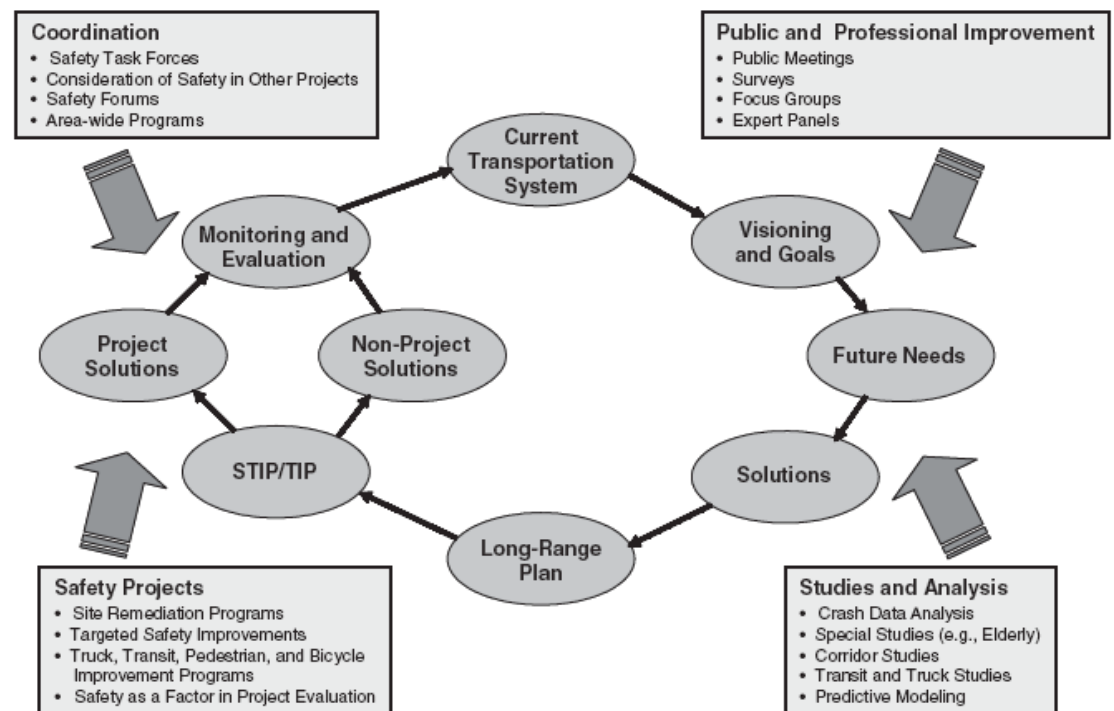 Coordination
• Safety Task Forces
• Consideration of Safety in Other Projects
• Safety Forums
• Area-wide Programs
Public and Professional Improvement
• Public Meetings
• Surveys
• Focus Groups
• Expert Panels
Current
Transportation
System
Monitoring and
Evaluation
Visioning
and Goals
Project
Solutions
Non-Project
Solutions
Future Needs
STIP/TIP
Solutions
Long-Range
Plan
Safety Projects
• Site Remediation Programs
• Targeted Safety Improvements
• Truck, Transit, Pedestrian, and Bicycle
Improvement Programs
• Safety as a Factor in Project Evaluation
Studies and Analysis
• Crash Data Analysis
• Special Studies (e.g., Elderly)
• Corridor Studies
• Transit and Truck Studies
• Predictive Modeling